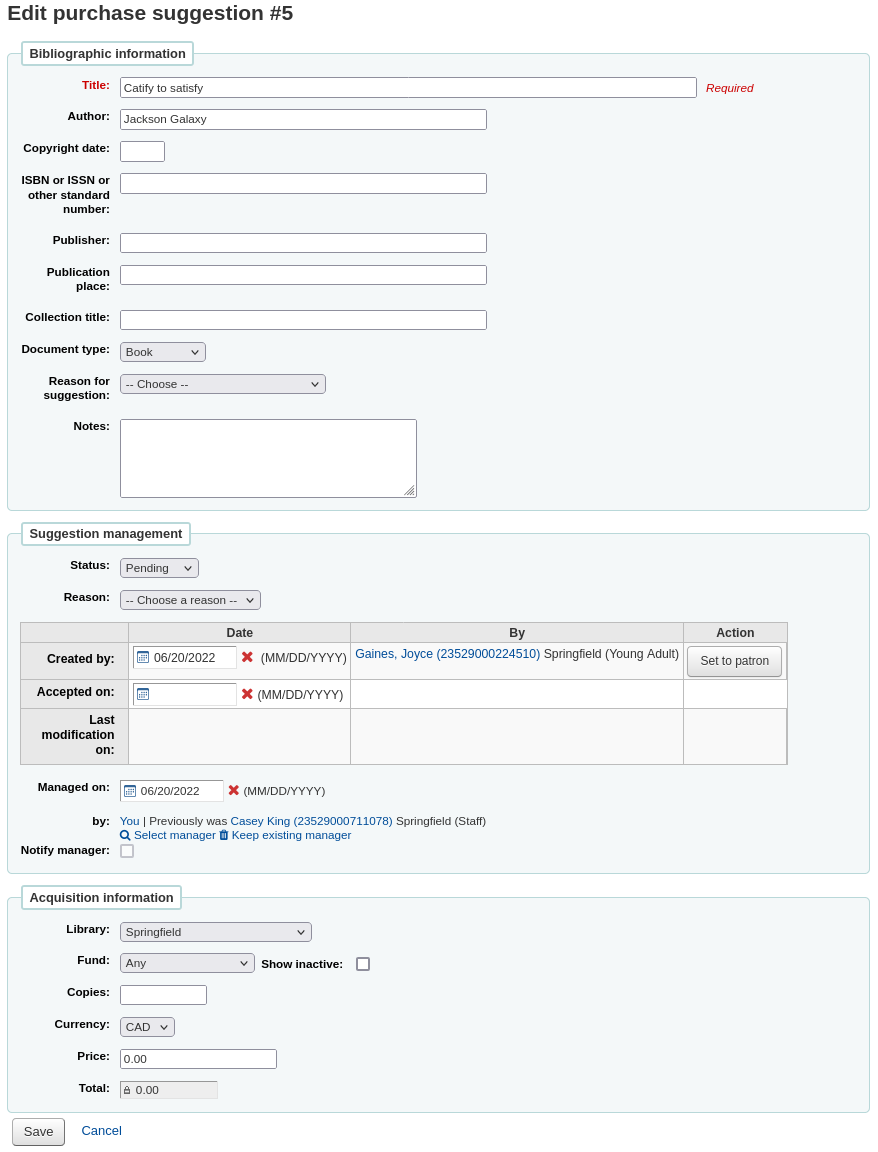 Edit purchase suggestion #5
Bibliographic information
Title: Catify to satisfy Required
Author: Jackson Galaxy
Copyright date:
ISBN or ISSN or
other standard
number:
Publisher:
Publication
place:
Collection title:
Document type: Book
Reason for
suggestion: -- Choose --
Notes:
Suggestion management
Status: Pending
Reason: -- Choose a reason --
Date By Action
Created by: 06/20/2022 (MM/DD/YYYY) Gaines, Joyce (23529000224510) Springfield (Young Adult) Set to patron
Accepted on: (MM/DD/YYYY)
Last
modification
on:
Managed on: 06/20/2022 (MM/DD/YYYY)
by: You | Previously was Casey King (23529000711078) Springfield (Staff)
Select manager Keep existing manager
Notify manager:
Acquisition information
Library: Springfield
Fund: Any Show inactive:
Copies:
Currency: CAD
Price: 0.00
Total: 0.00
Save Cancel